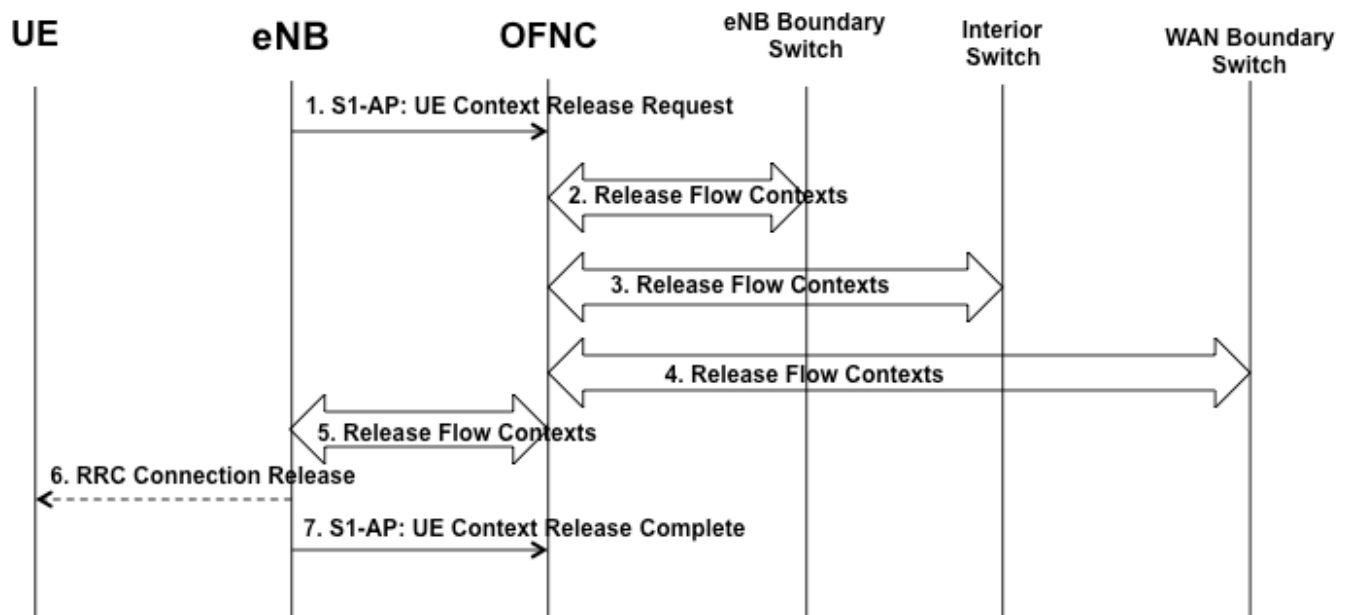 UE
eNB
OFNC
eNB Boundary
Switch
Interior
Switch
WAN Boundary
Switch
1. S1-AP: UE Context Release Request
2. Release Flow Contexts
3. Release Flow Contexts
4. Release Flow Contexts
5. Release Flow Contexts
6. RRC Connection Release
7. S1-AP: UE Context Release Complete